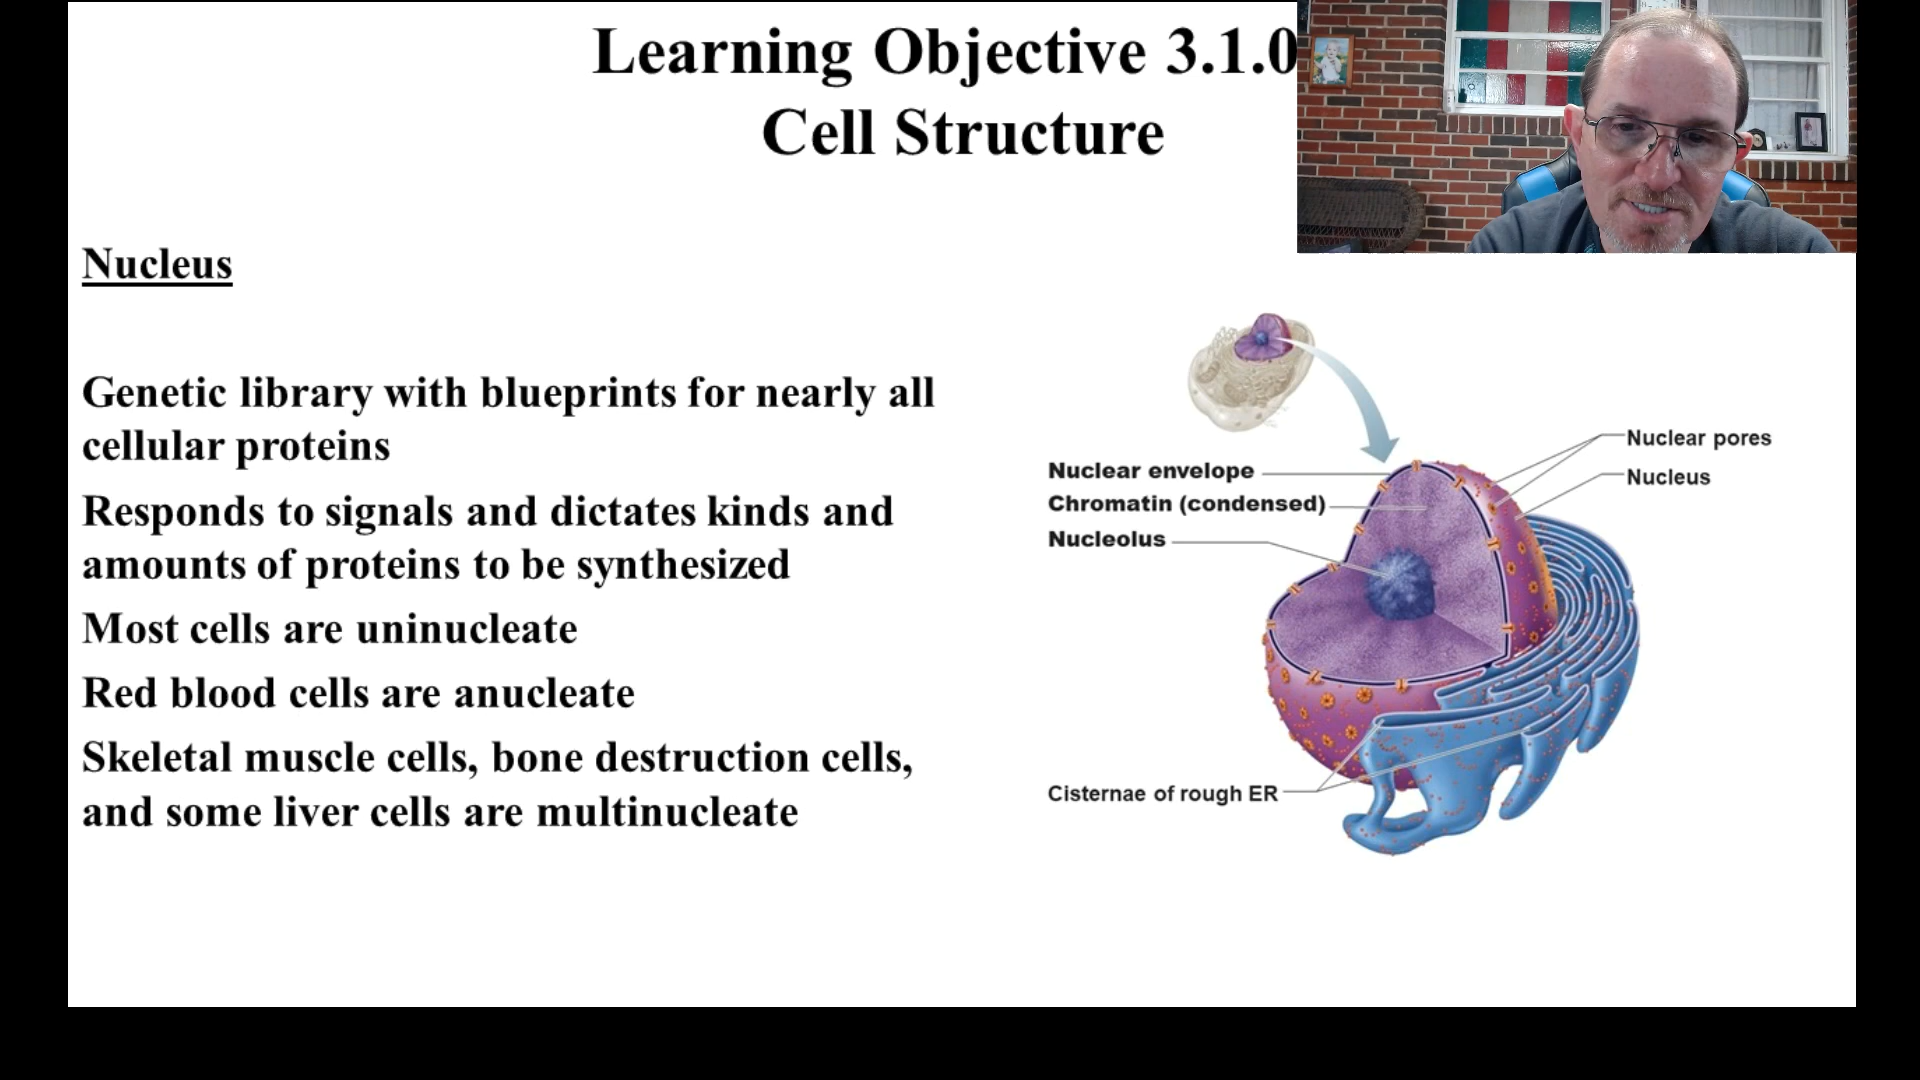 Learning Objective 3.1.0
Cell Structure
Nucleus
Genetic library with blueprints for nearly all
cellular proteins
Responds to signals and dictates kinds and
amounts of proteins to be synthesized
Most cells are uninucleate
Red blood cells are anucleate
Skeletal muscle cells, bone destruction cells,
and some liver cells are multinucleate
Nuclear envelope
Chromatin (condensed)
Nucleolus
Nuclear pores
Nucleus
Cisternae of rough ER